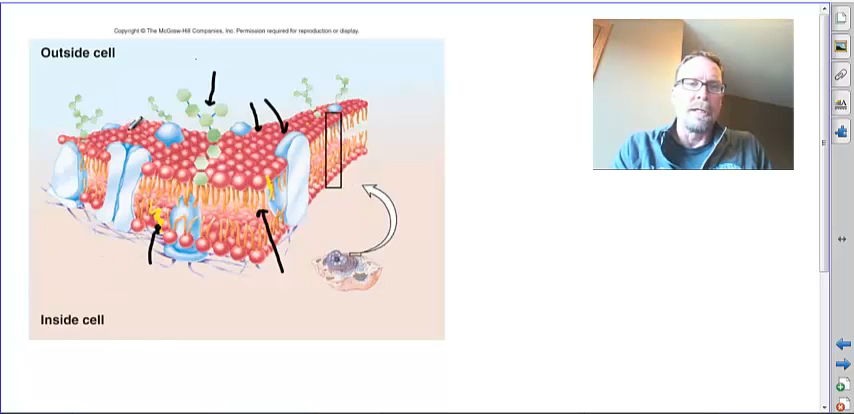 Copyright © The McGraw-Hill Companies, Inc. Permission required for reproduction or display.
Outside cell
Inside cell